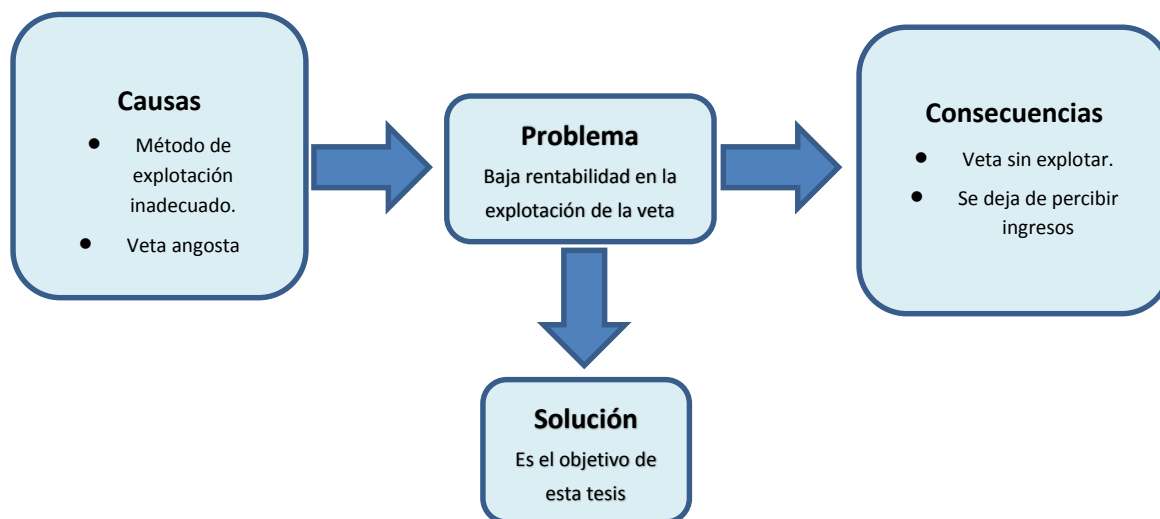 Causas
● Método de
explotación
inadecuado.
● Veta angosta
Problema
Baja rentabilidad en la
explotación de la veta
Consecuencias
● Veta sin explotar.
● Se deja de percibir
ingresos
Solución
Es el objetivo de
esta tesis